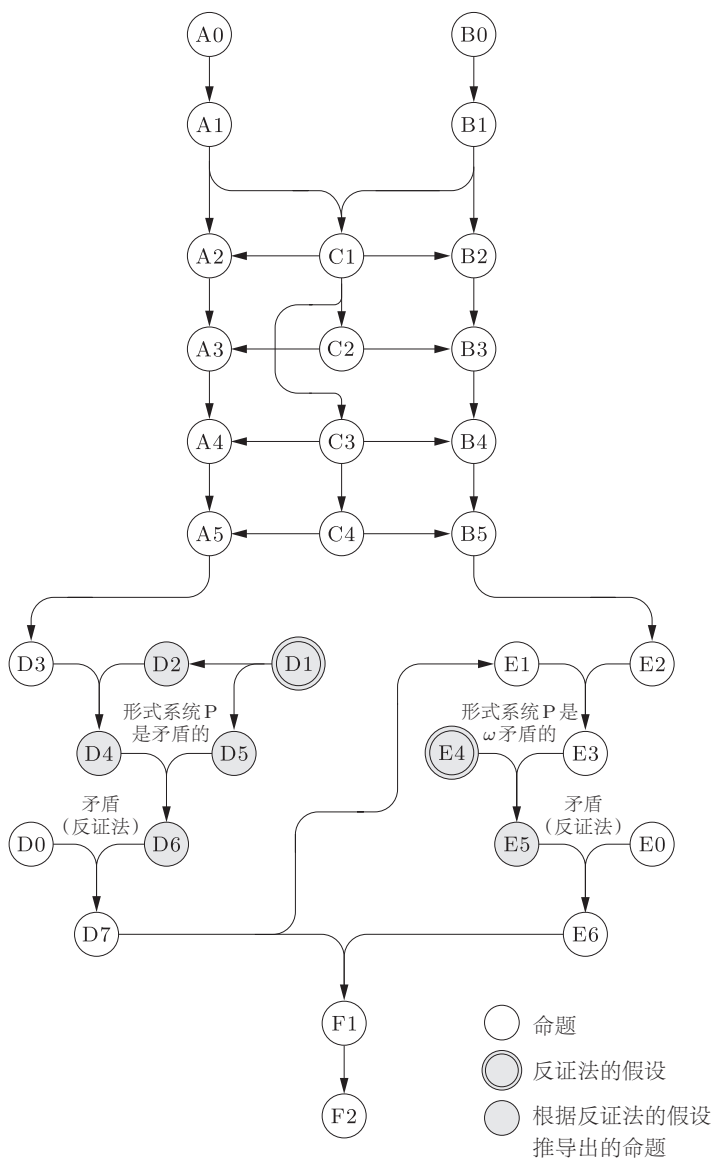 A0 B0
A1 B1
A2 C1 B2
A3 C2 B3
A4 C3 B4
A5 C4 B5
D3 D2 D1 E1 E2
形式系统 P
是矛盾的
形式系统 P 是
ω 矛盾的
D4 D5 E4 E3
矛盾
（反证法）
矛盾
（反证法）
D0 D6 E5 E0
D7 E6
F1
命题
反证法的假设
F2
根据反证法的假设
推导出的命题